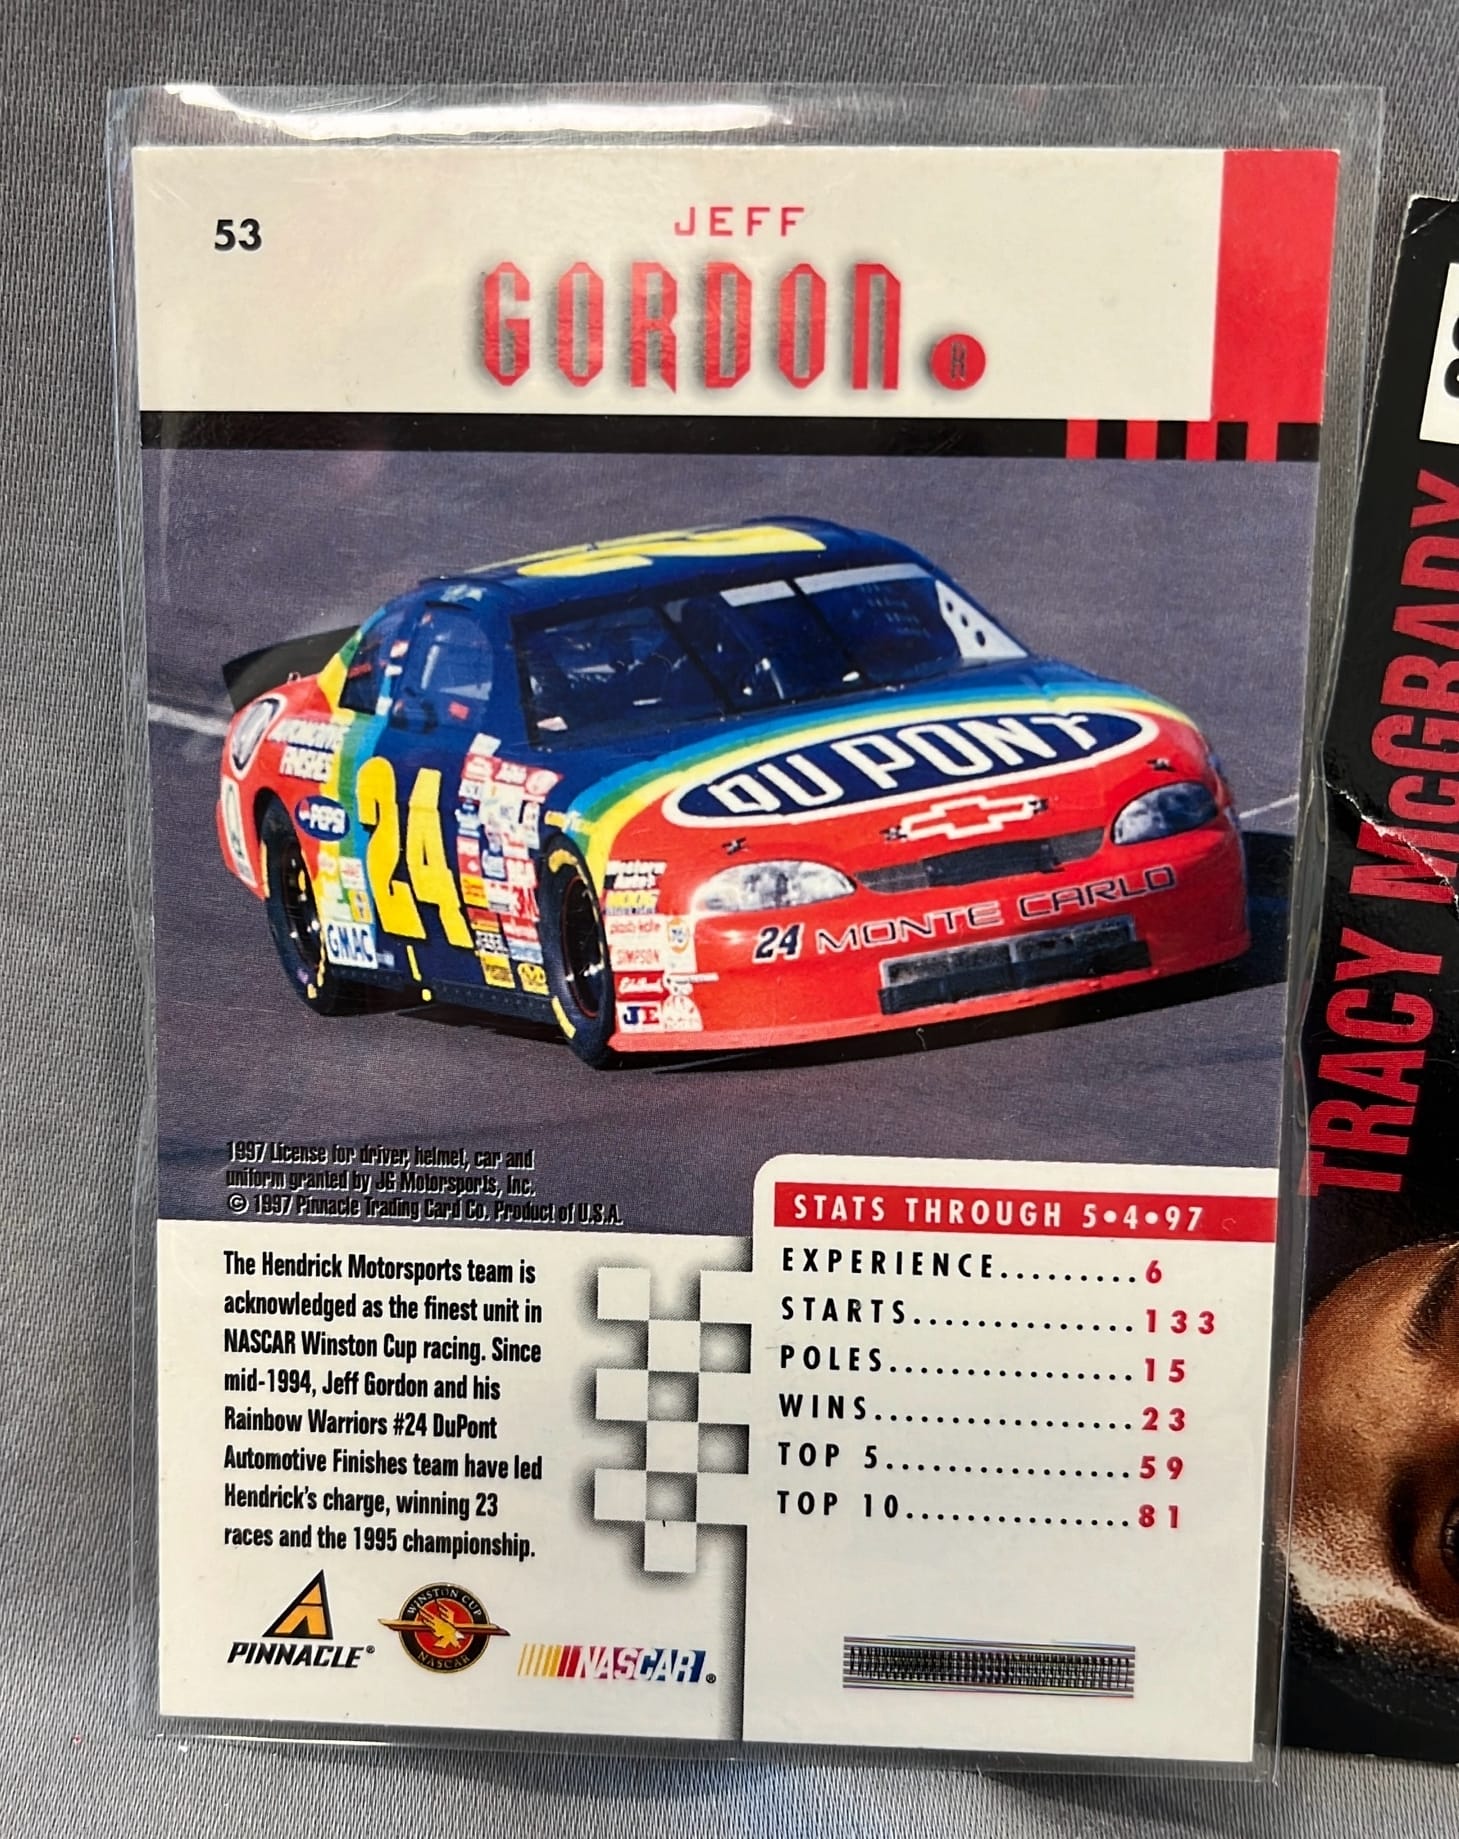 53
JEFF
GORDON
DU PONT
AUTOMOTIVE
FINISHES
PEPSI
24
GMAC
MOOG
SIMPSON
Edelbrock
76
JE
24 MONTE CARLO
1997 License for driver, helmet, car and
uniform granted by JG Motorsports, Inc.
© 1997 Pinnacle Trading Card Co. Product of U.S.A.
The Hendrick Motorsports team is
acknowledged as the finest unit in
NASCAR Winston Cup racing. Since
mid-1994, Jeff Gordon and his
Rainbow Warriors #24 DuPont
Automotive Finishes team have led
Hendrick's charge, winning 23
races and the 1995 championship.
STATS THROUGH 5•4•97
EXPERIENCE.........6
STARTS..............133
POLES...............15
WINS................23
TOP 5...............59
TOP 10..............81
PINNACLE®
WINSTON CUP
NASCAR
NASCAR®
TRACY McGRADY